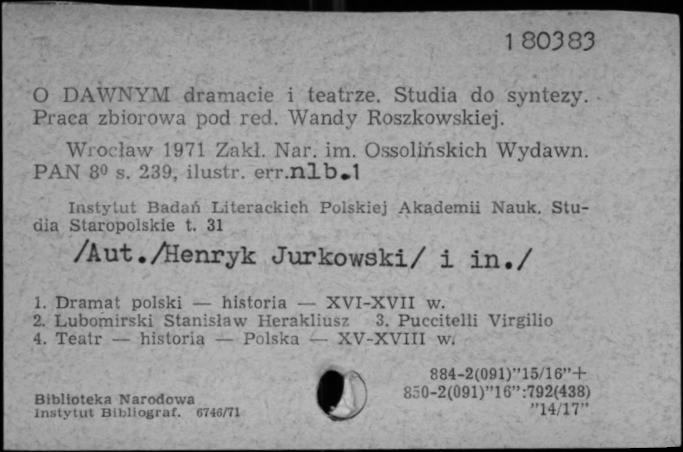 180383
O DAWNYM dramacie i teatrze. Studia do syntezy.
Praca zbiorowa pod red. Wandy Roszkowskiej.
Wrocław 1971 Zakł. Nar. im. Ossolińskich Wydawn.
PAN 8⁰ s. 239, ilustr. err.nlb.1
Instytut Badań Literackich Polskiej Akademii Nauk. Stu-
dia Staropolskie t. 31
/Aut./Henryk Jurkowski/ i in./
1. Dramat polski — historia — XVI-XVII w.
2. Lubomirski Stanisław Herakliusz 3. Puccitelli Virgilio
4. Teatr — historia — Polska — XV-XVIII w.
884-2(091)"15/16"+
850-2(091)"16":792(438)
"14/17"
Biblioteka Narodowa
Instytut Bibliograf. 6746/71